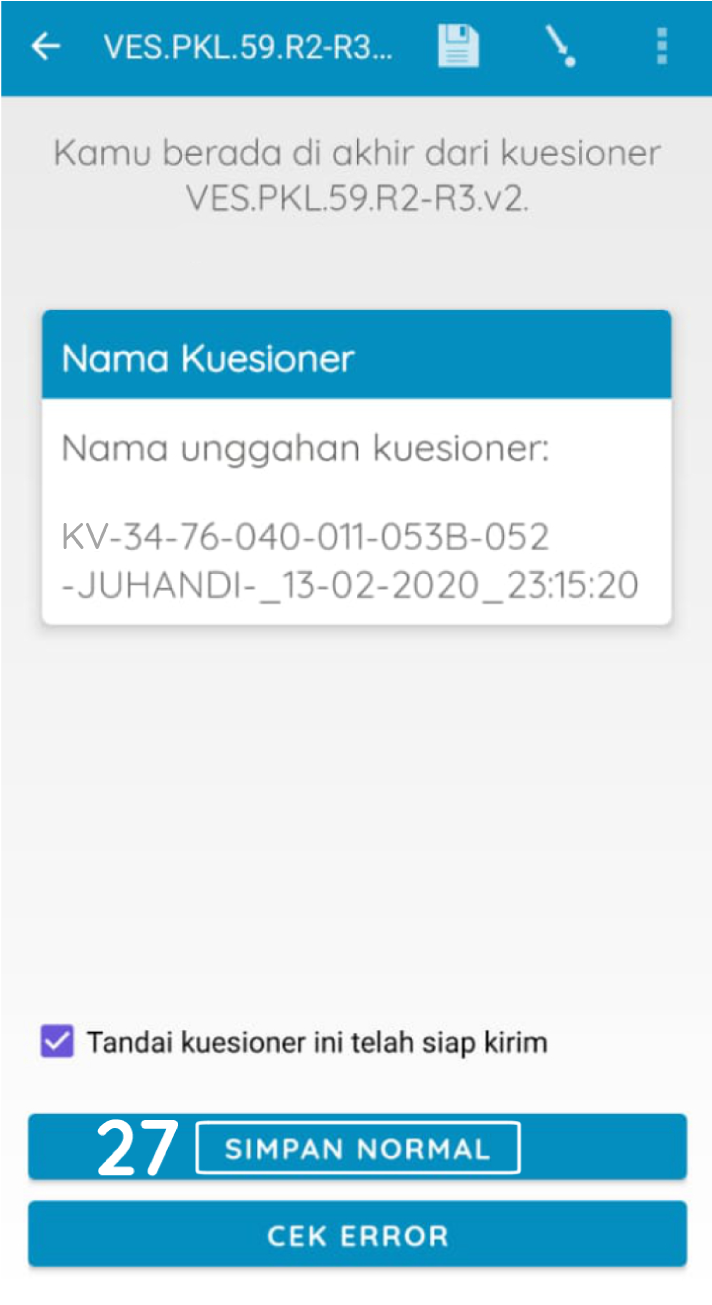 VES.PKL.59.R2-R3...
Kamu berada di akhir dari kuesioner
VES.PKL.59.R2-R3.v2.
Nama Kuesioner
Nama unggahan kuesioner:
KV-34-76-040-011-053B-052
-JUHANDI-_13-02-2020_23:15:20
Tandai kuesioner ini telah siap kirim
27 SIMPAN NORMAL
CEK ERROR